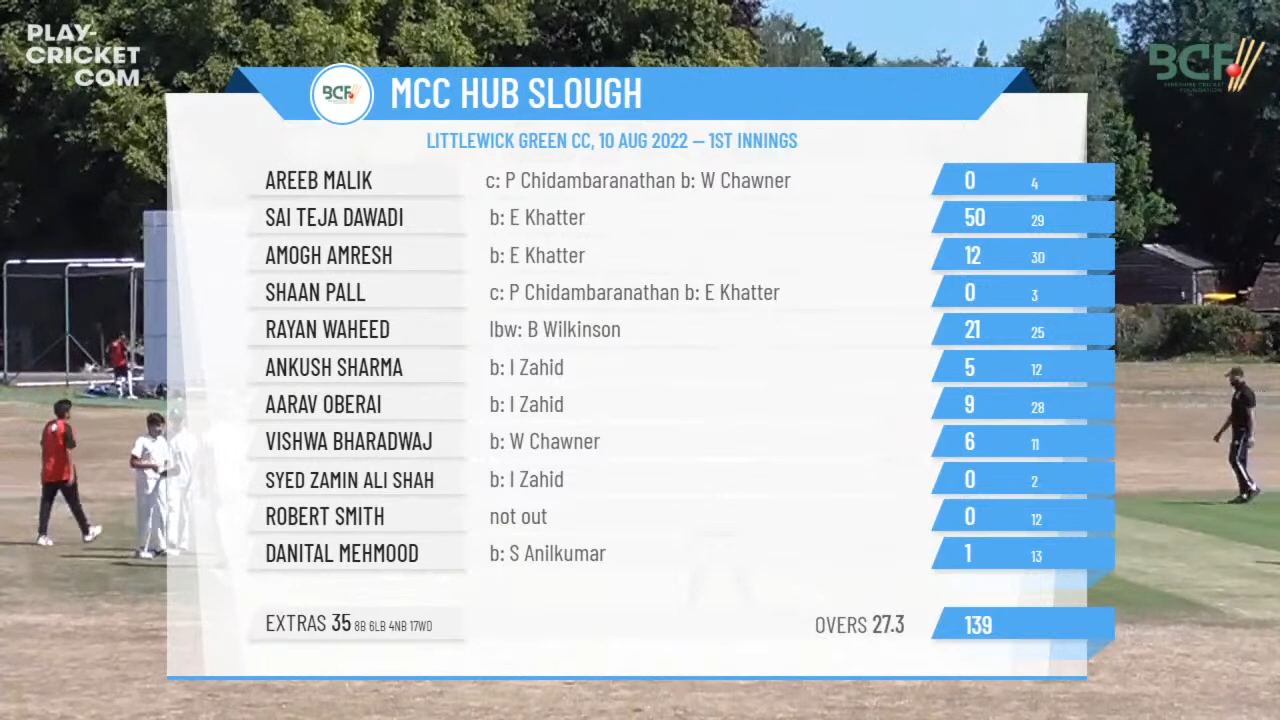 PLAY-
CRICKET
COM
BCF
BCF
MCC HUB SLOUGH
LITTLEWICK GREEN CC, 10 AUG 2022 – 1ST INNINGS
AREEB MALIK c: P Chidambaranathan b: W Chawner 0 4
SAI TEJA DAWADI b: E Khatter 50 29
AMOGH AMRESH b: E Khatter 12 30
SHAAN PALL c: P Chidambaranathan b: E Khatter 0 3
RAYAN WAHEED lbw: B Wilkinson 21 25
ANKUSH SHARMA b: I Zahid 5 12
AARAV OBERAI b: I Zahid 9 28
VISHWA BHARADWAJ b: W Chawner 6 11
SYED ZAMIN ALI SHAH b: I Zahid 0 2
ROBERT SMITH not out 0 12
DANITAL MEHMOOD b: S Anilkumar 1 13
EXTRAS 35 8B 6LB 4NB 17WD OVERS 27.3 139